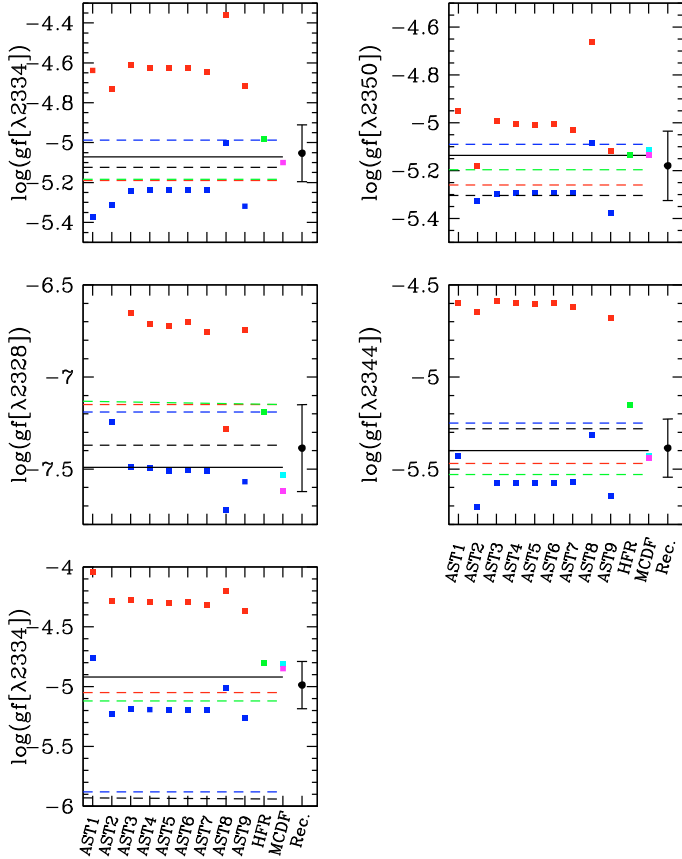 −4.4
−4.6
−4.8
−5
−5.2
−5.4
log(gf[λ2334])
−4.6
−4.8
−5
−5.2
−5.4
log(gf[λ2350])
−6.5
−7
−7.5
log(gf[λ2328])
−4.5
−5
−5.5
log(gf[λ2344])
AST1
AST2
AST3
AST4
AST5
AST6
AST7
AST8
AST9
HFR
MCDF
Rec.
−4
−4.5
−5
−5.5
−6
log(gf[λ2334])
AST1
AST2
AST3
AST4
AST5
AST6
AST7
AST8
AST9
HFR
MCDF
Rec.